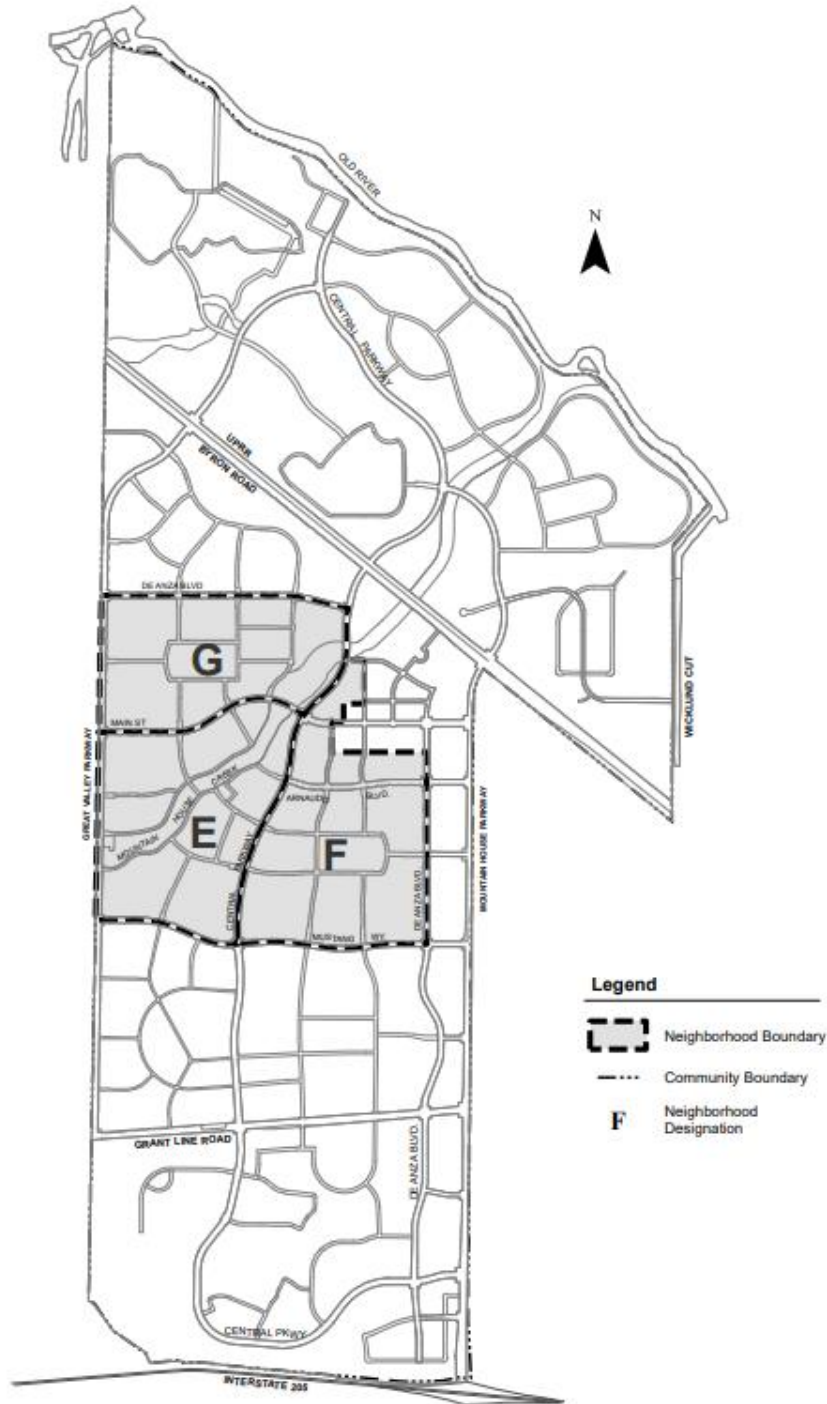 OLD RIVER
N
CENTRAL PARKWAY
UPRR
BYRON ROAD
DE ANZA BLVD
G
WICKLUND CUT
MAIN ST
GREAT VALLEY PARKWAY
MOUNTAIN HOUSE CREEK
ARNAUDO BLVD.
MOUNTAIN HOUSE PARKWAY
E
F
CENTRAL PARKWAY
DE ANZA BLVD.
MUSTANG WY.
Legend
Neighborhood Boundary
Community Boundary
F
Neighborhood
Designation
GRANT LINE ROAD
DE ANZA BLVD.
CENTRAL PKWY
INTERSTATE 205